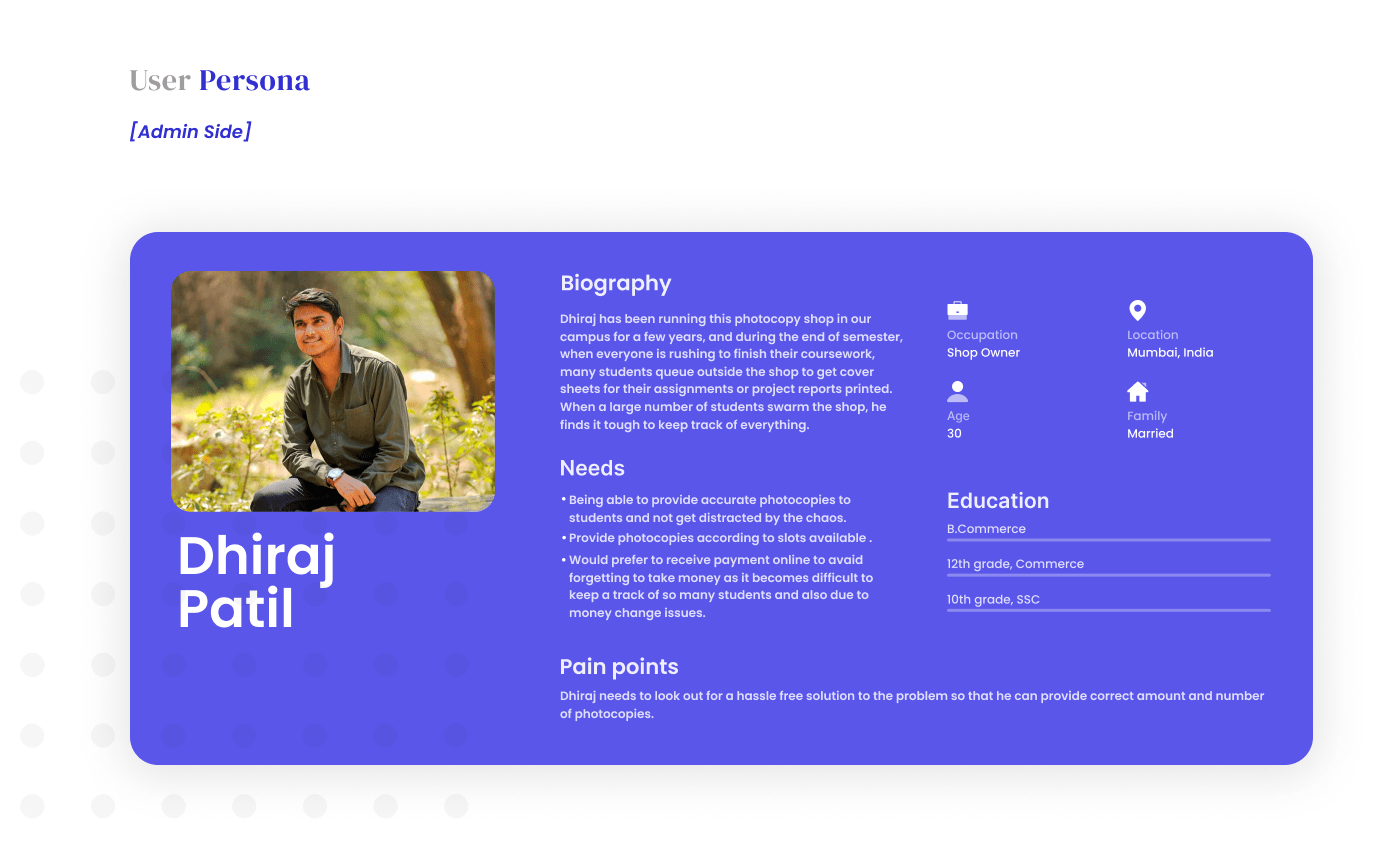 User Persona
[Admin Side]
Dhiraj
Patil
Biography
Dhiraj has been running this photocopy shop in our
campus for a few years, and during the end of semester,
when everyone is rushing to finish their coursework,
many students queue outside the shop to get cover
sheets for their assignments or project reports printed.
When a large number of students swarm the shop, he
finds it tough to keep track of everything.
Needs
• Being able to provide accurate photocopies to
students and not get distracted by the chaos.
• Provide photocopies according to slots available .
• Would prefer to receive payment online to avaid
forgetting to take money as it becomes difficult to
keep a track of so many students and also due to
money change issues.
Pain points
Dhiraj needs to look out for a hassle free solution to the problem so that he can provide correct amount and number
of photocopies.
Occupation
Shop Owner
Location
Mumbai, India
Age
30
Family
Married
Education
B.Commerce
12th grade, Commerce
10th grade, SSC